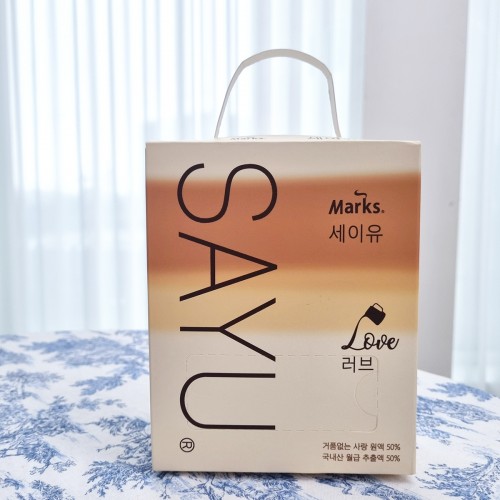 SAYU®
Marks®
세이유
Love
러브
거품없는 사랑 원액 50%
국내산 월급 추출액 50%